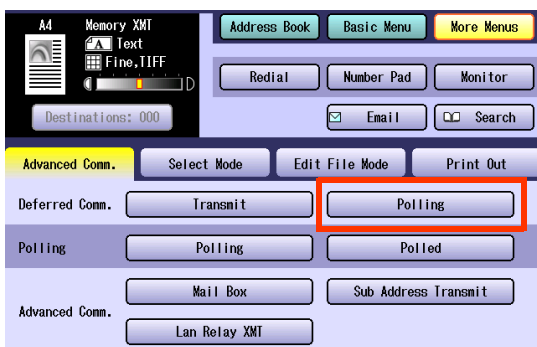 A4 Memory XMT Address Book Basic Menu More Menus
A Text
Fine,TIFF
D Redial Number Pad Monitor
Destinations: 000 Email Search
Advanced Comm. Select Mode Edit File Mode Print Out
Deferred Comm. Transmit Polling
Polling Polling Polled
Mail Box Sub Address Transmit
Advanced Comm.
Lan Relay XMT